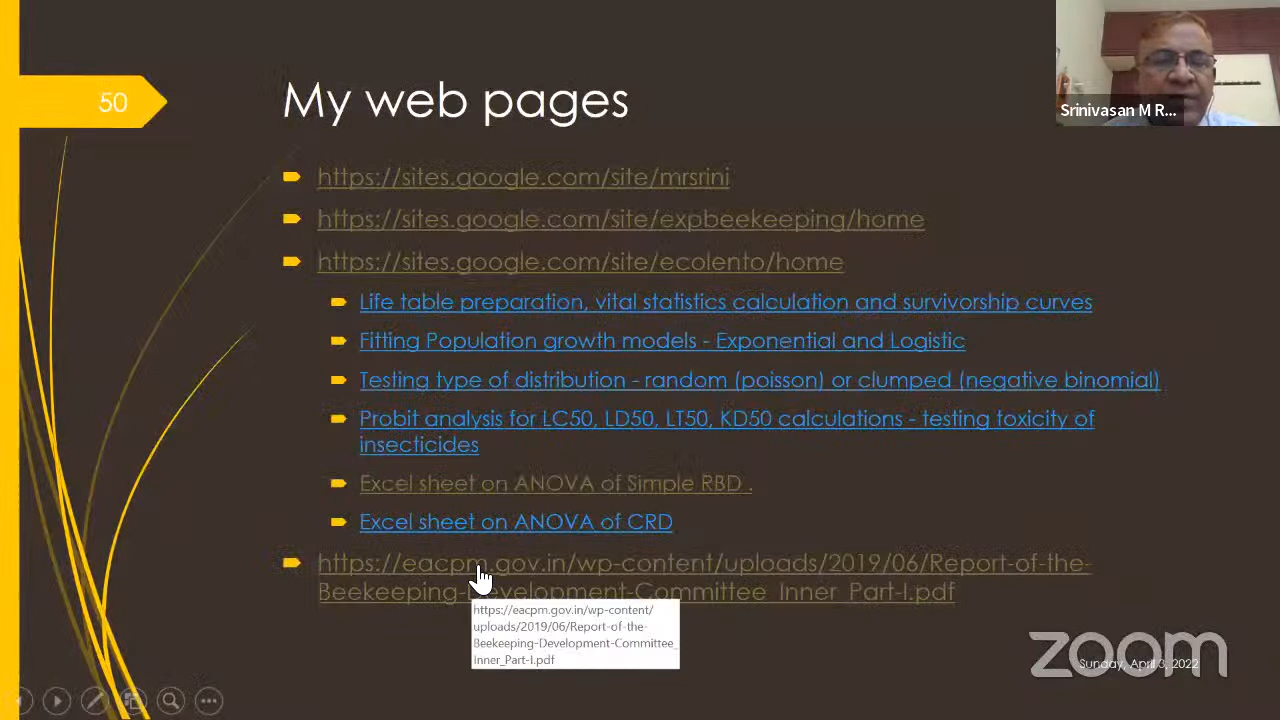 50
My web pages
Srinivasan M R...
https://sites.google.com/site/mrsrini
https://sites.google.com/site/expbeekeeping/home
https://sites.google.com/site/ecolento/home
Life table preparation, vital statistics calculation and survivorship curves
Fitting Population growth models - Exponential and Logistic
Testing type of distribution - random (poisson) or clumped (negative binomial)
Probit analysis for LC50, LD50, LT50, KD50 calculations - testing toxicity of
insecticides
Excel sheet on ANOVA of Simple RBD .
Excel sheet on ANOVA of CRD
https://eacpm.gov.in/wp-content/uploads/2019/06/Report-of-the-
Beekeeping-Development-Committee_Inner_Part-I.pdf
https://eacpm.gov.in/wp-content/
uploads/2019/06/Report-of-the-
Beekeeping-Development-Committee_
Inner_Part-I.pdf
zoom
Sunday, April 3, 2022